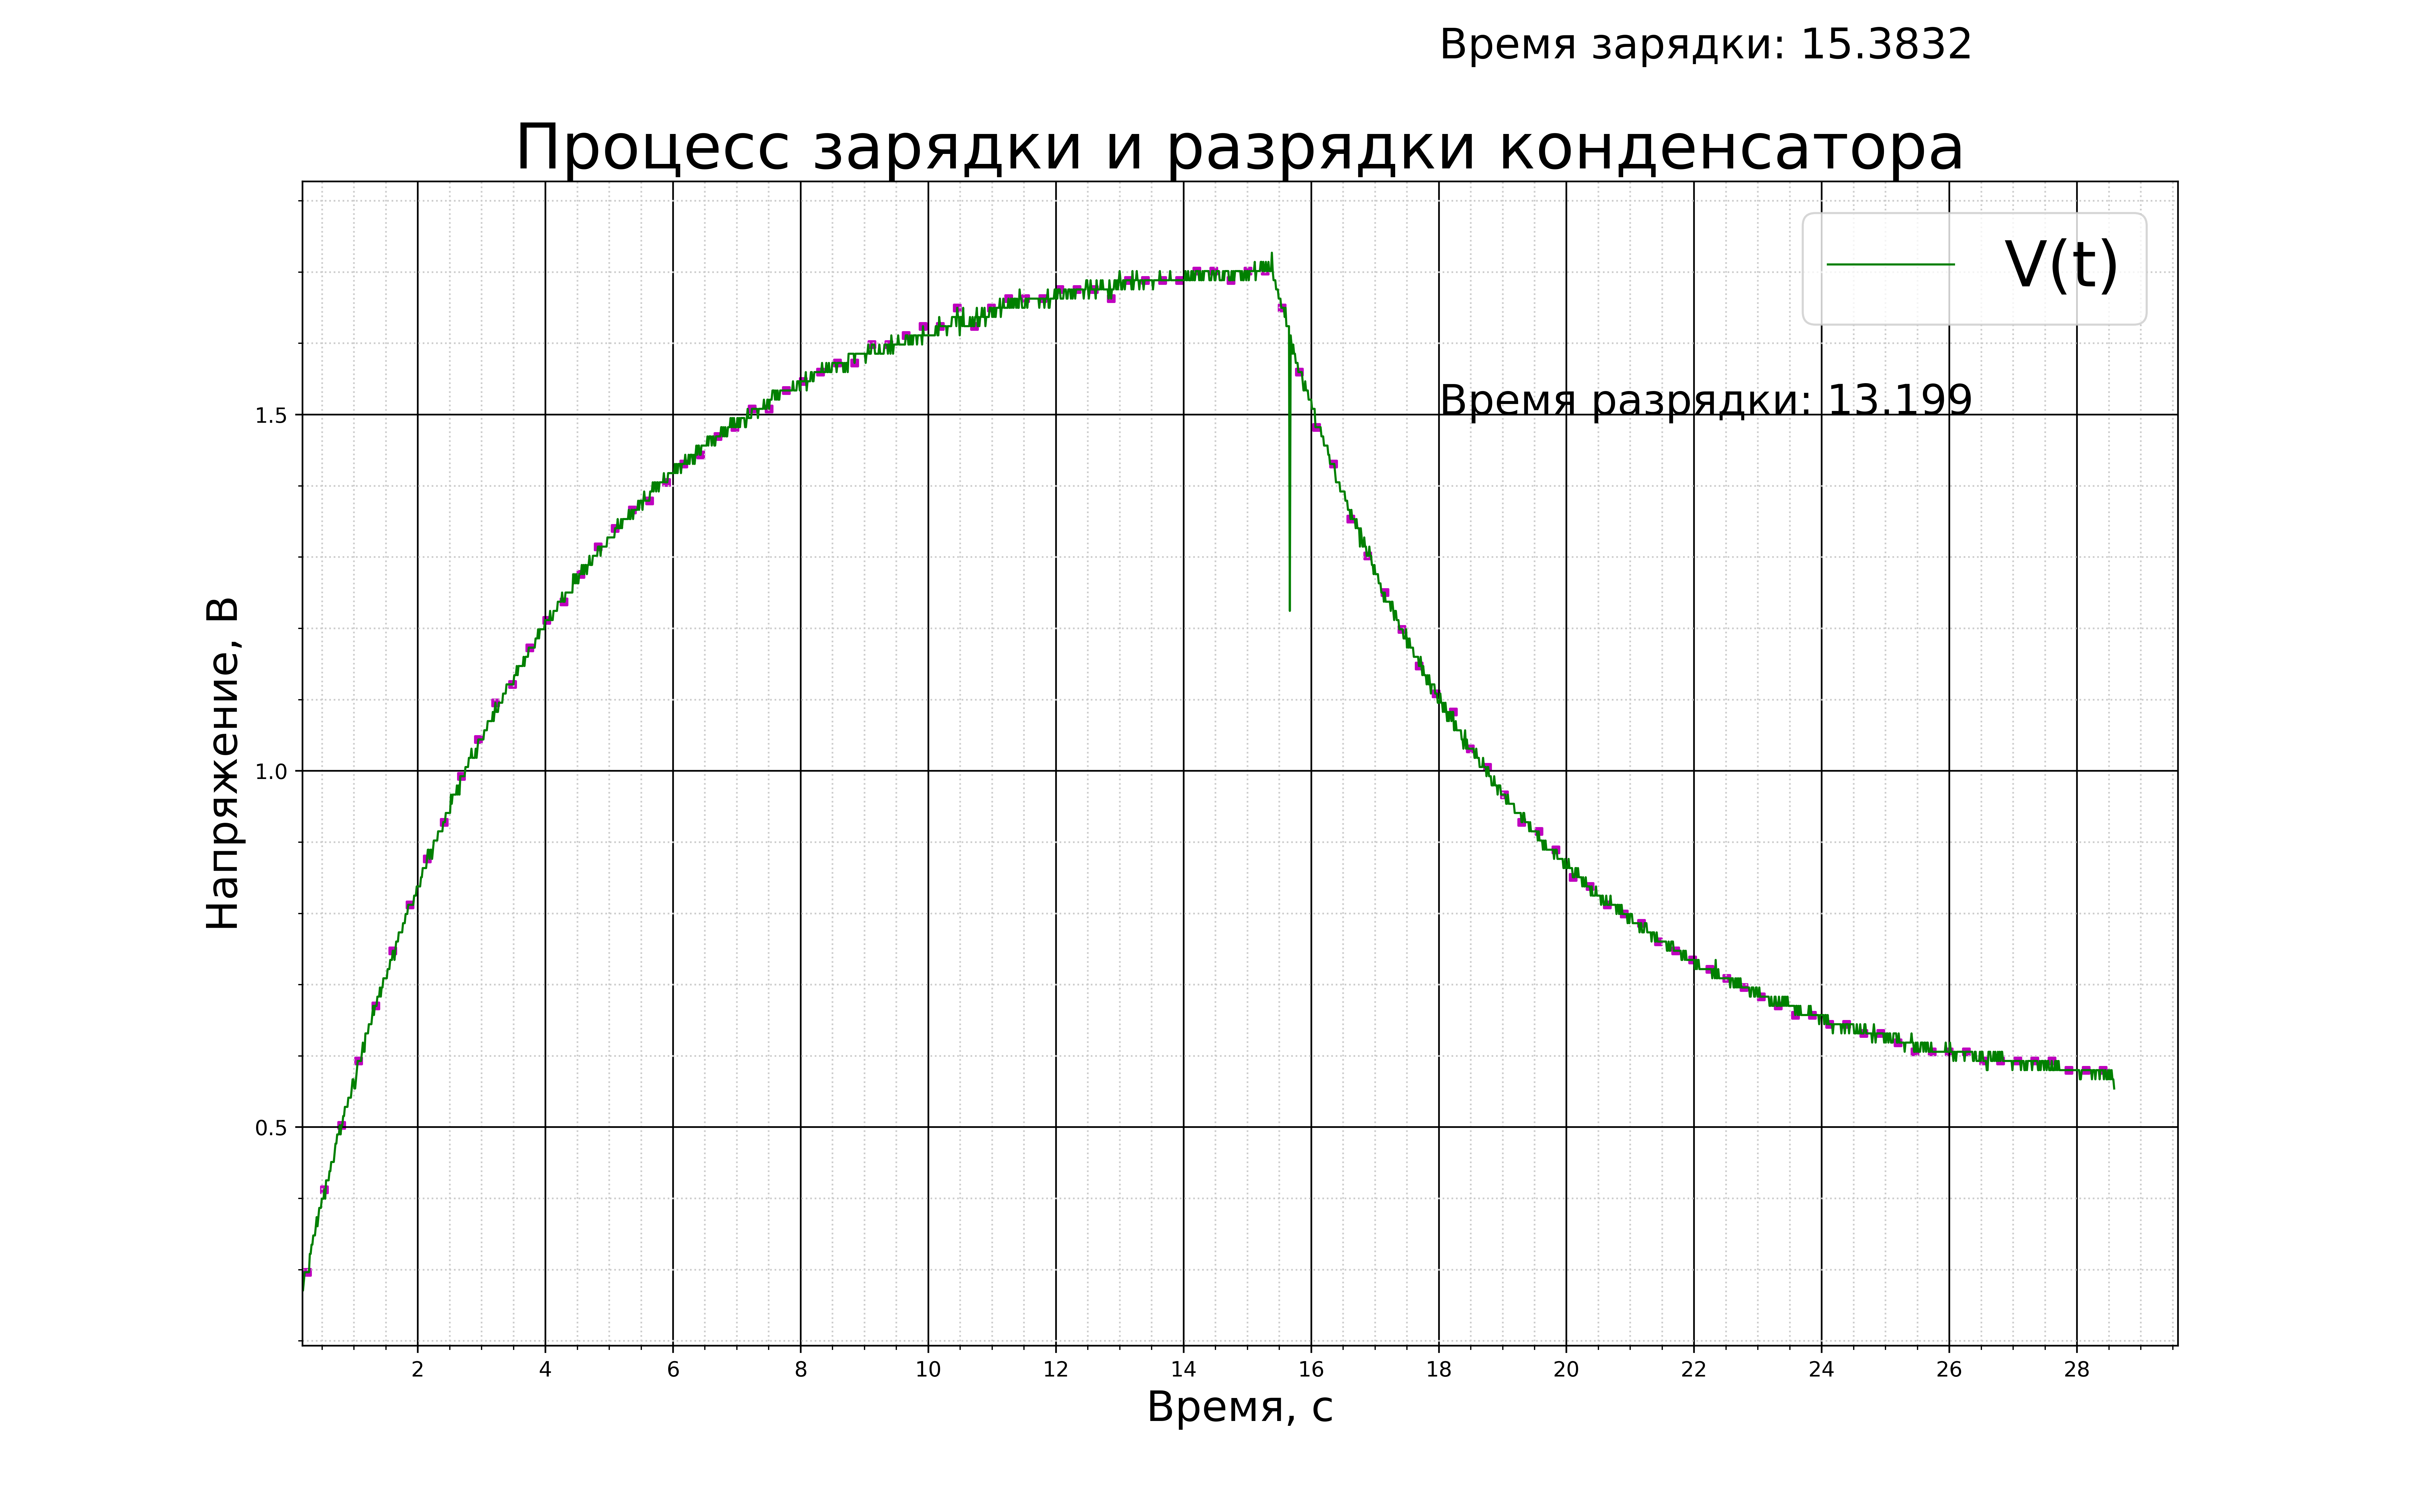 Время зарядки: 15.3832
Процесс зарядки и разрядки конденсатора
V(t)
Время разрядки: 13.199
1.5
1.0
0.5
Напряжение, В
2 4 6 8 10 12 14 16 18 20 22 24 26 28
Время, с